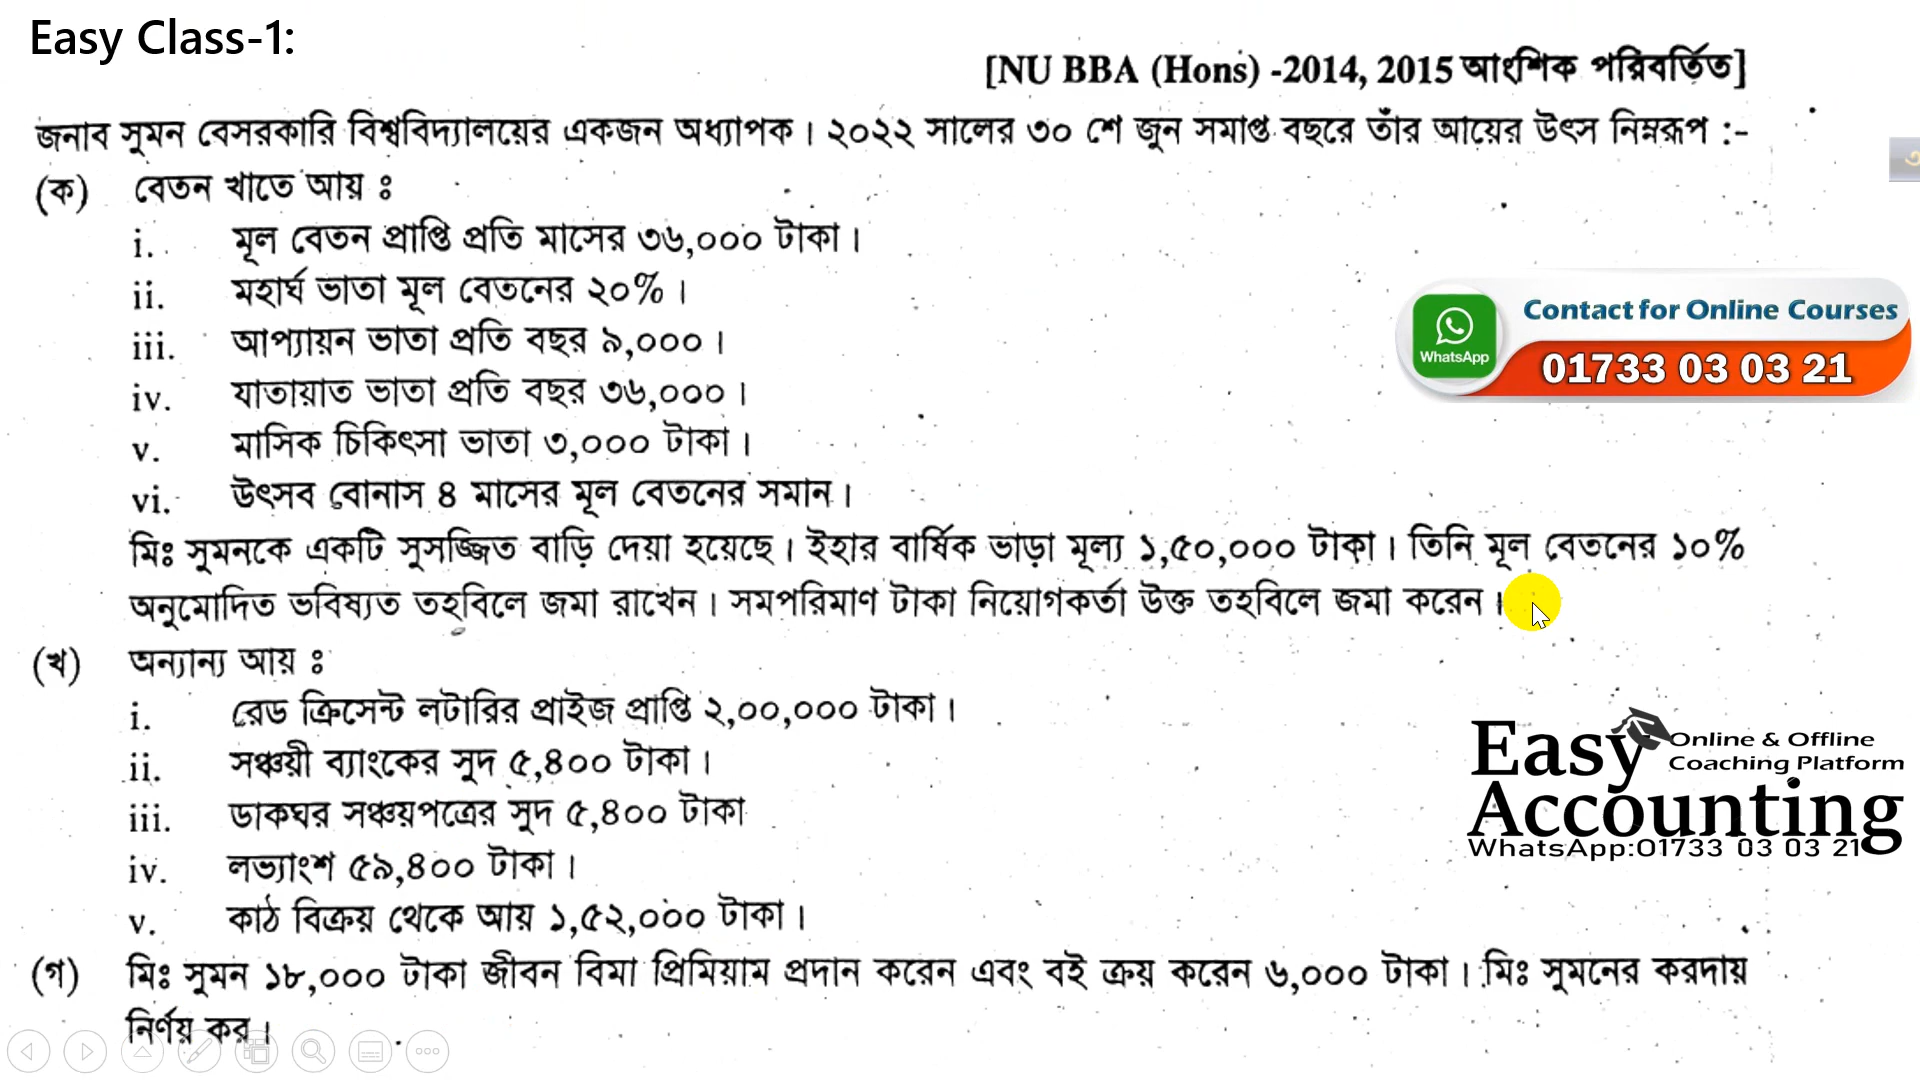 Easy Class-1:
[NU BBA (Hons) -2014, 2015 আংশিক পরিবর্তিত]
জনাব সুমন বেসরকারি বিশ্ববিদ্যালয়ের একজন অধ্যাপক। ২০২২ সালের ৩০ শে জুন সমাপ্ত বছরে তাঁর আয়ের উৎস নিম্নরূপ :-
(ক) বেতন খাতে আয় ঃ
i. মূল বেতন প্রাপ্তি প্রতি মাসের ৩৬,০০০ টাকা।
ii. মহার্ঘ ভাতা মূল বেতনের ২০%।
iii. আপ্যায়ন ভাতা প্রতি বছর ৯,০০০।
iv. যাতায়াত ভাতা প্রতি বছর ৩৬,০০০।
v. মাসিক চিকিৎসা ভাতা ৩,০০০ টাকা।
vi. উৎসব বোনাস ৪ মাসের মূল বেতনের সমান।
মিঃ সুমনকে একটি সুসজ্জিত বাড়ি দেয়া হয়েছে। ইহার বার্ষিক ভাড়া মূল্য ১,৫০,০০০ টাকা। তিনি মূল বেতনের ১০%
অনুমোদিত ভবিষ্যত তহবিলে জমা রাখেন। সমপরিমাণ টাকা নিয়োগকর্তা উক্ত তহবিলে জমা করেন।
(খ) অন্যান্য আয় ঃ
i. রেড ক্রিসেন্ট লটারির প্রাইজ প্রাপ্তি ২,০০,০০০ টাকা।
ii. সঞ্চয়ী ব্যাংকের সুদ ৫,৪০০ টাকা।
iii. ডাকঘর সঞ্চয়পত্রের সুদ ৫,৪০০ টাকা
iv. লভ্যাংশ ৫৯,৪০০ টাকা।
v. কাঠ বিক্রয় থেকে আয় ১,৫২,০০০ টাকা।
(গ) মিঃ সুমন ১৮,০০০ টাকা জীবন বিমা প্রিমিয়াম প্রদান করেন এবং বই ক্রয় করেন ৬,০০০ টাকা। মিঃ সুমনের করদায়
নির্ণয় কর।
WhatsApp
Contact for Online Courses
01733 03 03 21
Easy Accounting
Online & Offline
Coaching Platform
WhatsApp:01733 03 03 21